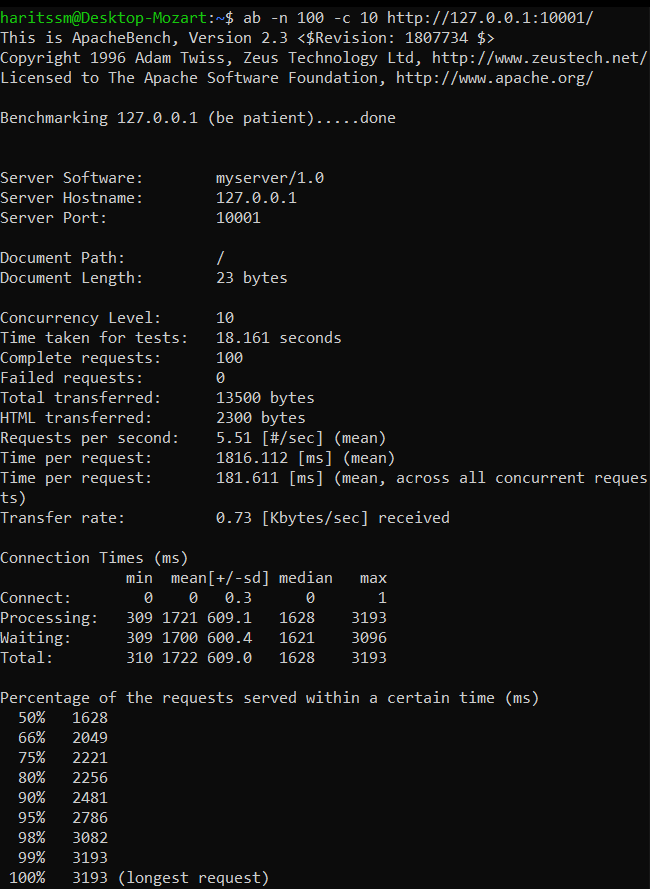 haritssm@Desktop-Mozart:~$ ab -n 100 -c 10 http://127.0.0.1:10001/
This is ApacheBench, Version 2.3 <$Revision: 1807734 $>
Copyright 1996 Adam Twiss, Zeus Technology Ltd, http://www.zeustech.net/
Licensed to The Apache Software Foundation, http://www.apache.org/

Benchmarking 127.0.0.1 (be patient).....done


Server Software:        myserver/1.0
Server Hostname:        127.0.0.1
Server Port:            10001

Document Path:          /
Document Length:        23 bytes

Concurrency Level:      10
Time taken for tests:   18.161 seconds
Complete requests:      100
Failed requests:        0
Total transferred:      13500 bytes
HTML transferred:       2300 bytes
Requests per second:    5.51 [#/sec] (mean)
Time per request:       1816.112 [ms] (mean)
Time per request:       181.611 [ms] (mean, across all concurrent reques
ts)
Transfer rate:          0.73 [Kbytes/sec] received

Connection Times (ms)
              min  mean[+/-sd] median   max
Connect:        0    0   0.3      0       1
Processing:   309 1721 609.1   1628    3193
Waiting:      309 1700 600.4   1621    3096
Total:        310 1722 609.0   1628    3193

Percentage of the requests served within a certain time (ms)
  50%   1628
  66%   2049
  75%   2221
  80%   2256
  90%   2481
  95%   2786
  98%   3082
  99%   3193
 100%   3193 (longest request)